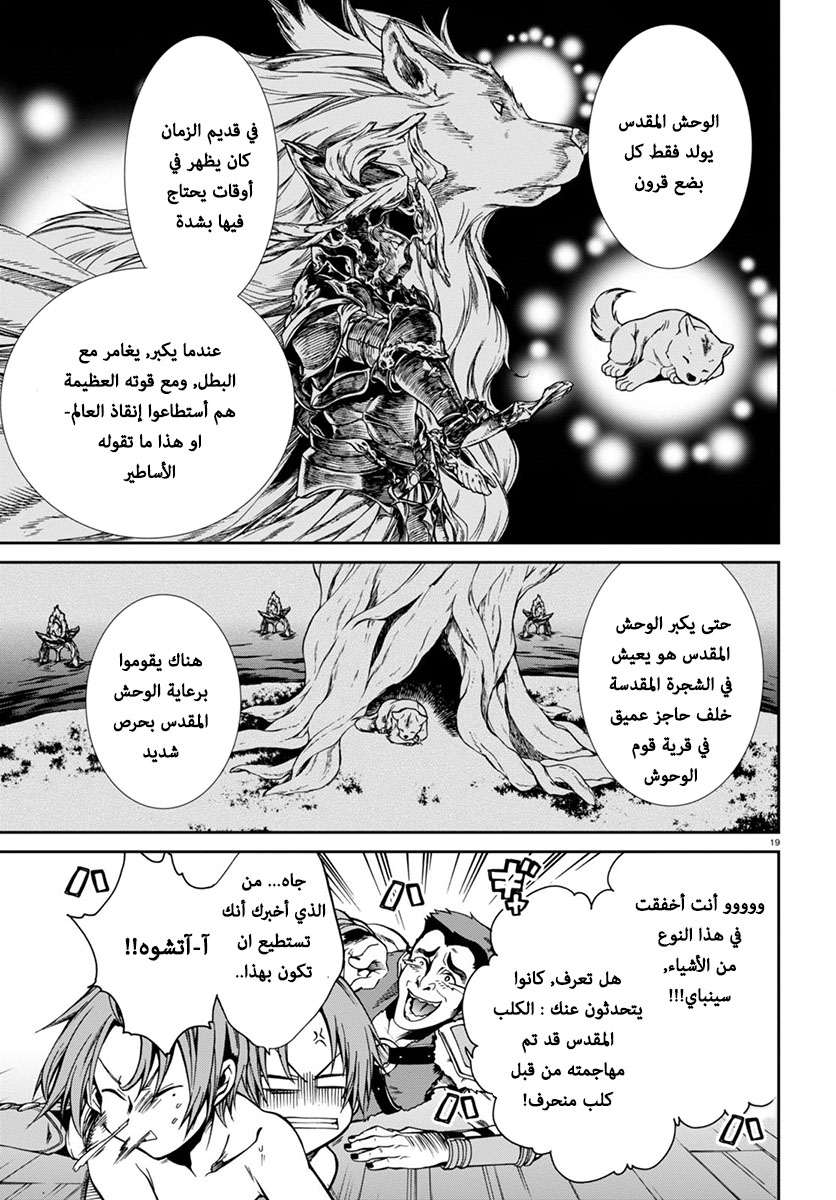 الوحش المقدس
يولد فقط كل
بضع قرون
في قديم الزمان
كان يظهر في
أوقات يحتاج
فيها بشدة
عندما يكبر, يغامر مع
البطل, ومع قوته العظيمة
هم أستطاعوا إنقاذ العالم-
او هذا ما تقوله
الأساطير
حتى يكبر الوحش
المقدس هو يعيش
في الشجرة المقدسة
خلف حاجز عميق
في قرية قوم
الوحوش
هناك يقوموا
برعاية الوحش
المقدس بحرص
شديد
19
ووووو أنت أخفقت
في هذا النوع
من الأشياء,
سينباي!!!
هل تعرف, كانوا
يتحدثون عنك : الكلب
المقدس قد تم
مهاجمته من قبل
كلب منحرف!
جاه... من
الذي أخبرك أنك
تستطيع ان
تكون بهذا..
آ-آتشوه!!